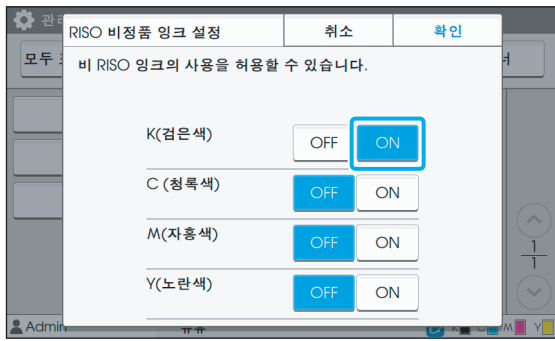 관리
RISO 비정품 잉크 설정 취소 확인
모두
비 RISO 잉크의 사용을 허용할 수 있습니다.
K(검은색) OFF ON
C (청록색) OFF ON
M(자홍색) OFF ON
1
1
Y(노란색) OFF ON
Admin K C M Y